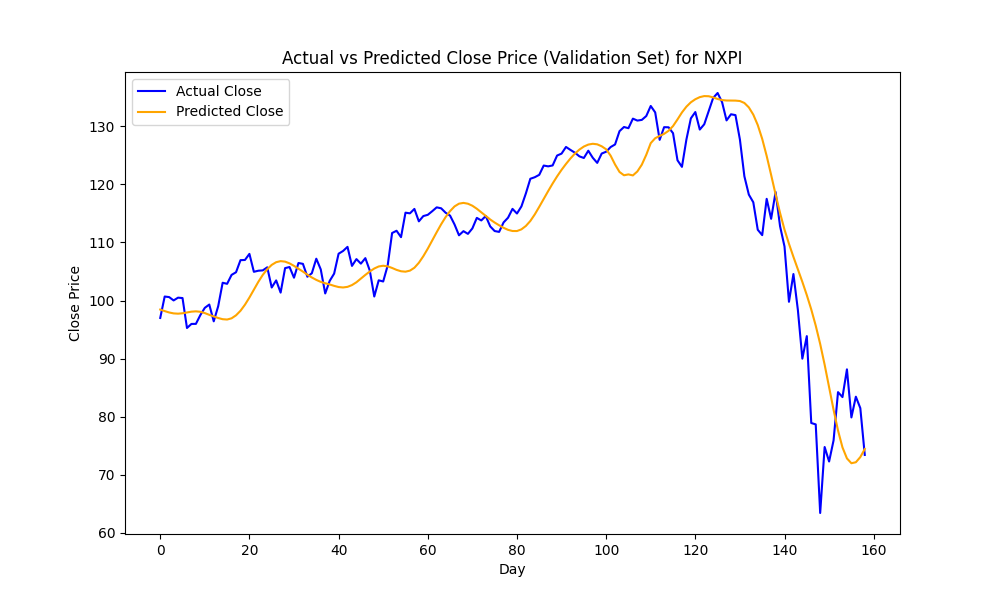 Actual vs Predicted Close Price (Validation Set) for NXPI
Actual Close
Predicted Close
Close Price
130
120
110
100
90
80
70
60
0 20 40 60 80 100 120 140 160
Day